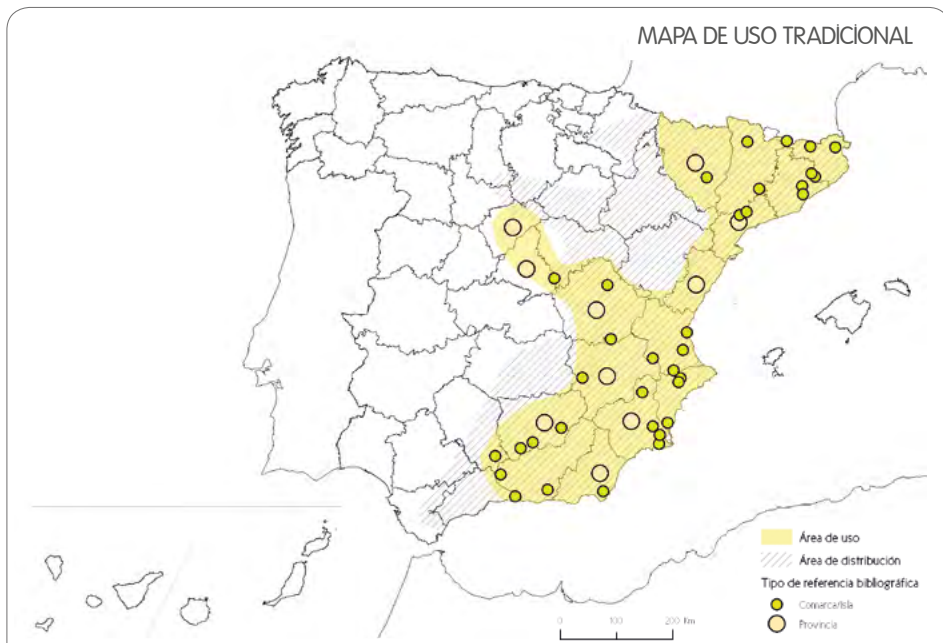 MAPA DE USO TRADICIONAL
Área de uso
Área de distribución
Tipo de referencia bibliográfica
Comarca/Isla
Provincia
0 100 200 Km